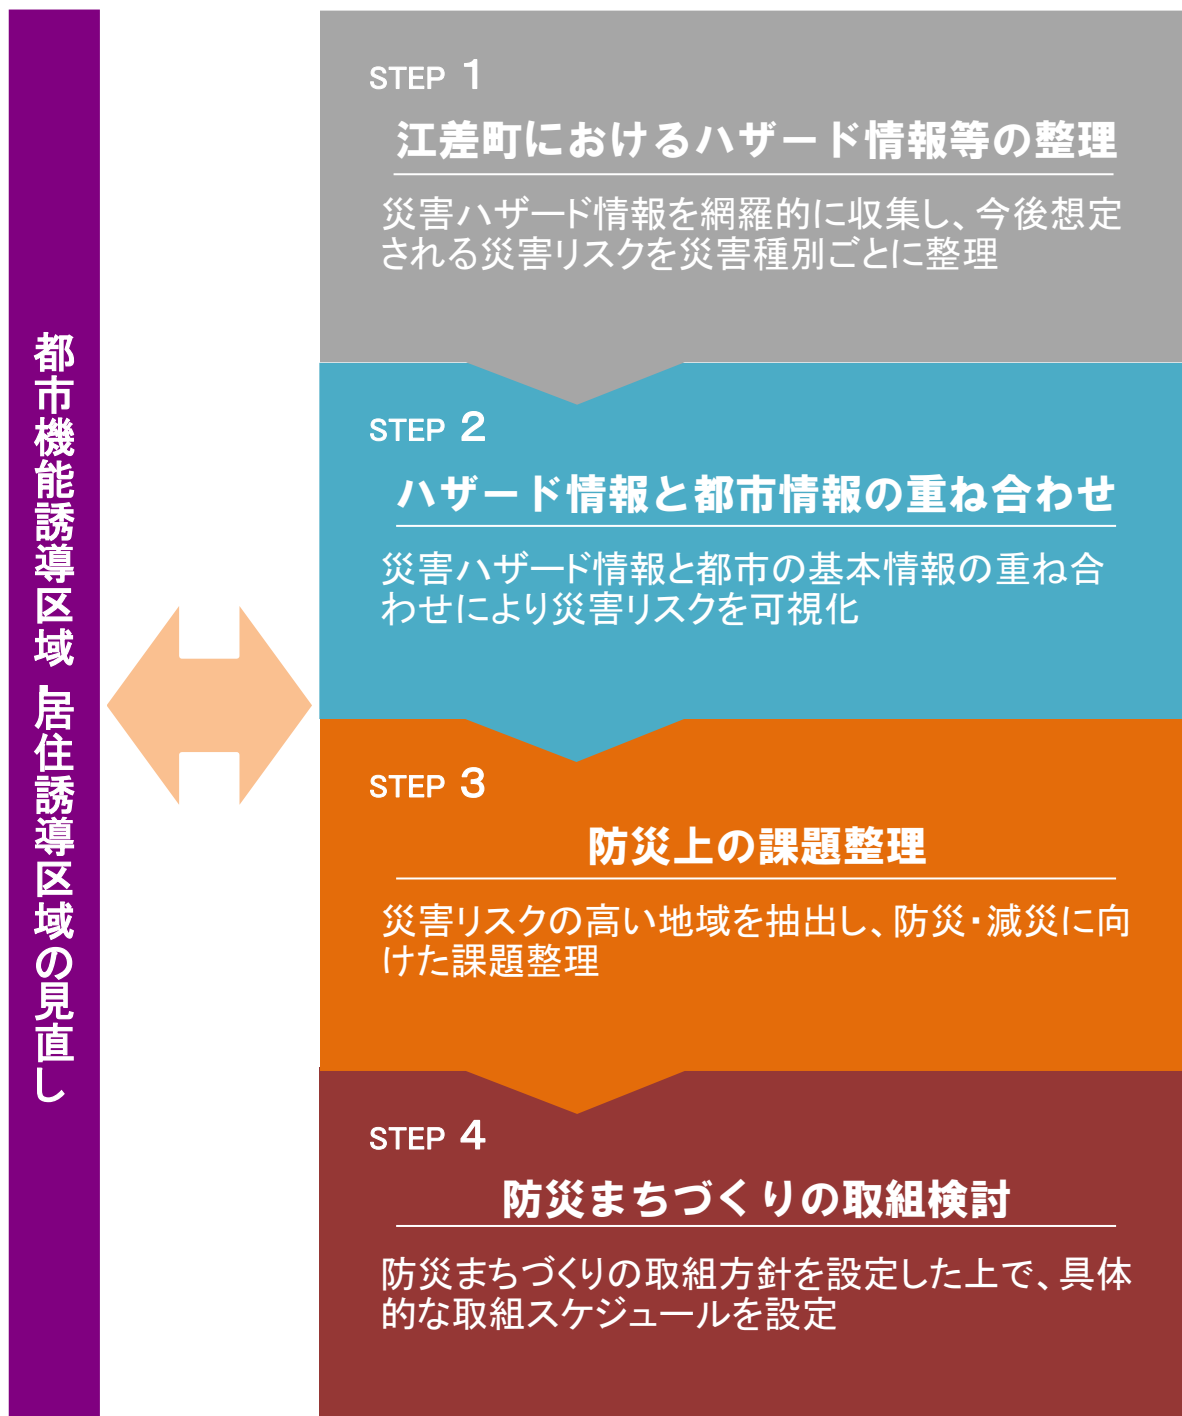 都市機能誘導区域、居住誘導区域の見直し
STEP 1
江差町におけるハザード情報等の整理
災害ハザード情報を網羅的に収集し、今後想定
される災害リスクを災害種別ごとに整理
STEP 2
ハザード情報と都市情報の重ね合わせ
災害ハザード情報と都市の基本情報の重ね合
わせにより災害リスクを可視化
STEP 3
防災上の課題整理
災害リスクの高い地域を抽出し、防災・減災に向
けた課題整理
STEP 4
防災まちづくりの取組検討
防災まちづくりの取組方針を設定した上で、具体
的な取組スケジュールを設定